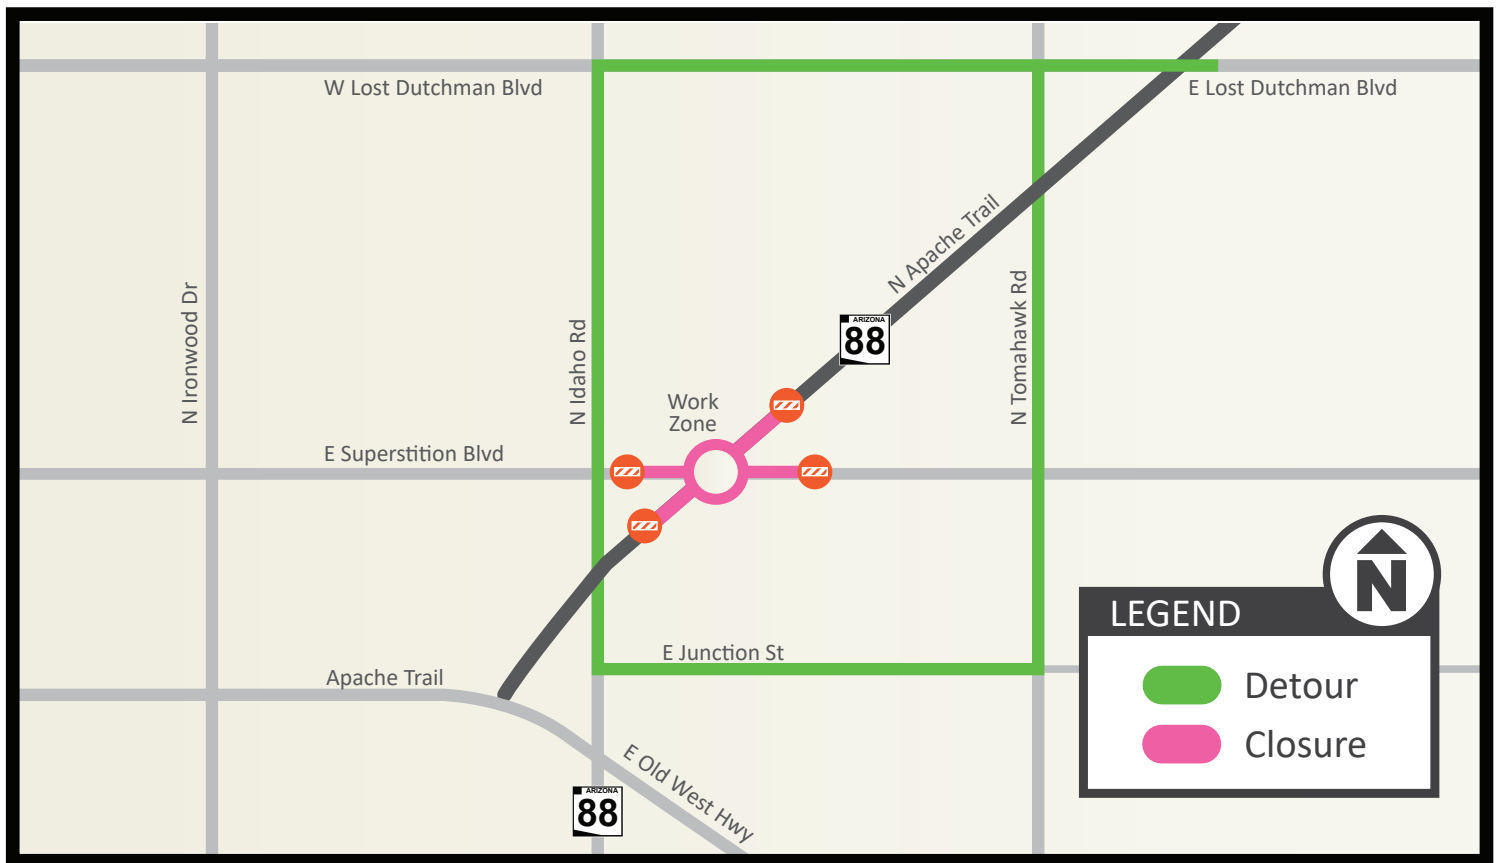 W Lost Dutchman Blvd
E Lost Dutchman Blvd
N Apache Trail
N Ironwood Dr
N Idaho Rd
N Tomahawk Rd
ARIZONA
88
Work
Zone
E Superstition Blvd
E Junction St
Apache Trail
E Old West Hwy
ARIZONA
88
N
LEGEND
Detour
Closure